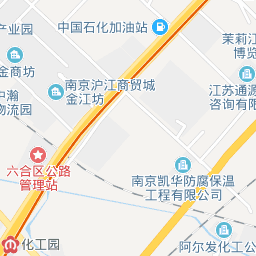 中国石化加油站
产业园
茉莉江
博览
金商坊
南京沪江商贸城
金江坊
江苏通源
咨询有限
中瀚
物流园
六合区公路
管理站
南京凯华防腐保温
工程有限公司
化工园
阿尔发化工公